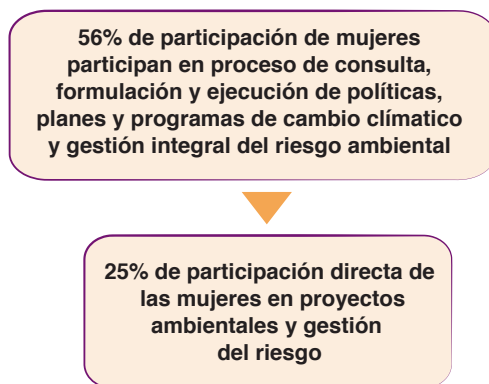 56% de participación de mujeres
participan en proceso de consulta,
formulación y ejecución de políticas,
planes y programas de cambio clímatico
y gestión integral del riesgo ambiental
25% de participación directa de
las mujeres en proyectos
ambientales y gestión
del riesgo